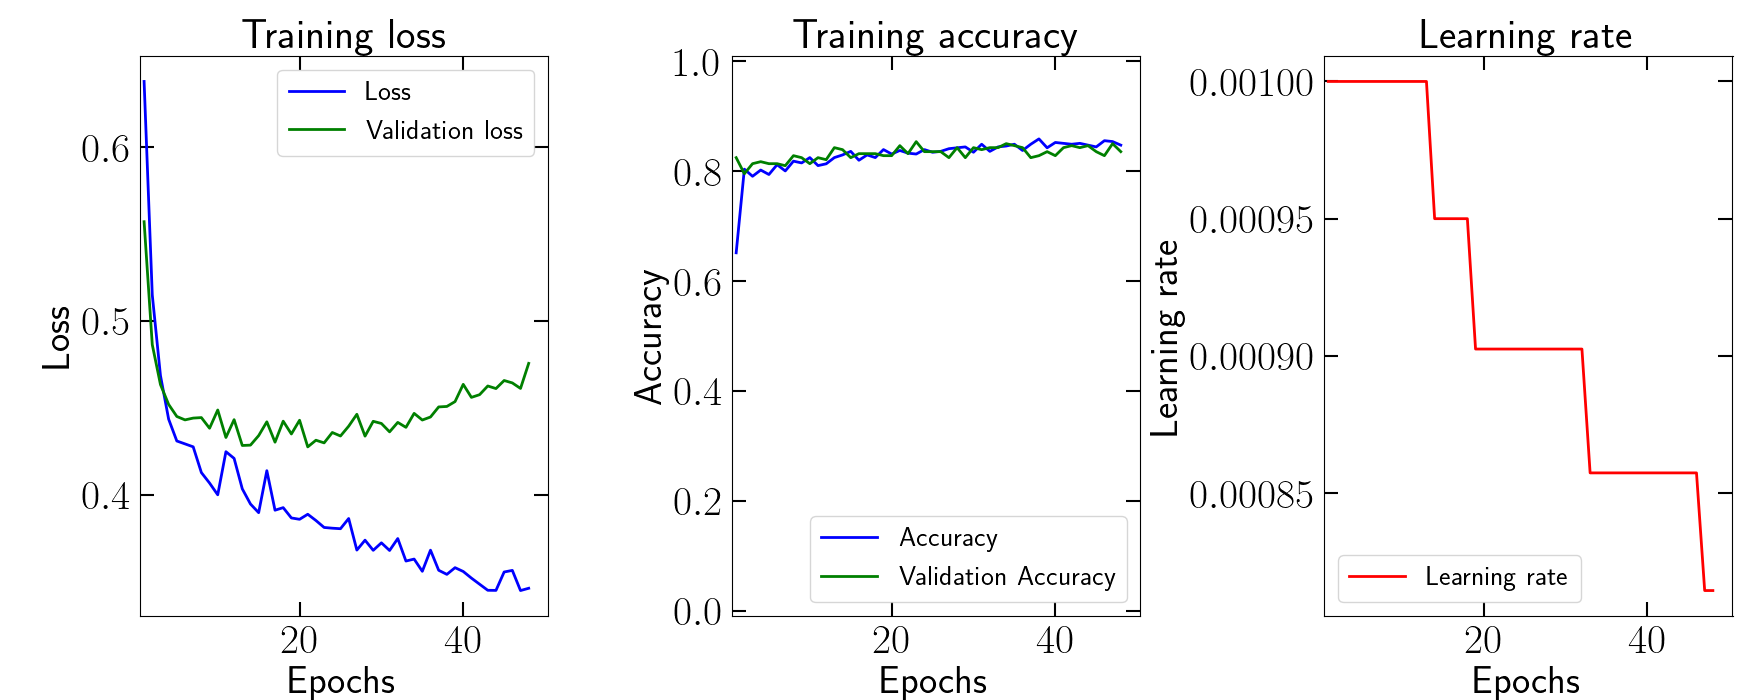 Training loss
Loss
Validation loss
0.6
0.5
0.4
Loss
20
40
Epochs
Training accuracy
1.0
0.8
0.6
0.4
0.2
0.0
Accuracy
Accuracy
Validation Accuracy
20
40
Epochs
Learning rate
0.00100
0.00095
0.00090
0.00085
Learning rate
Learning rate
20
40
Epochs